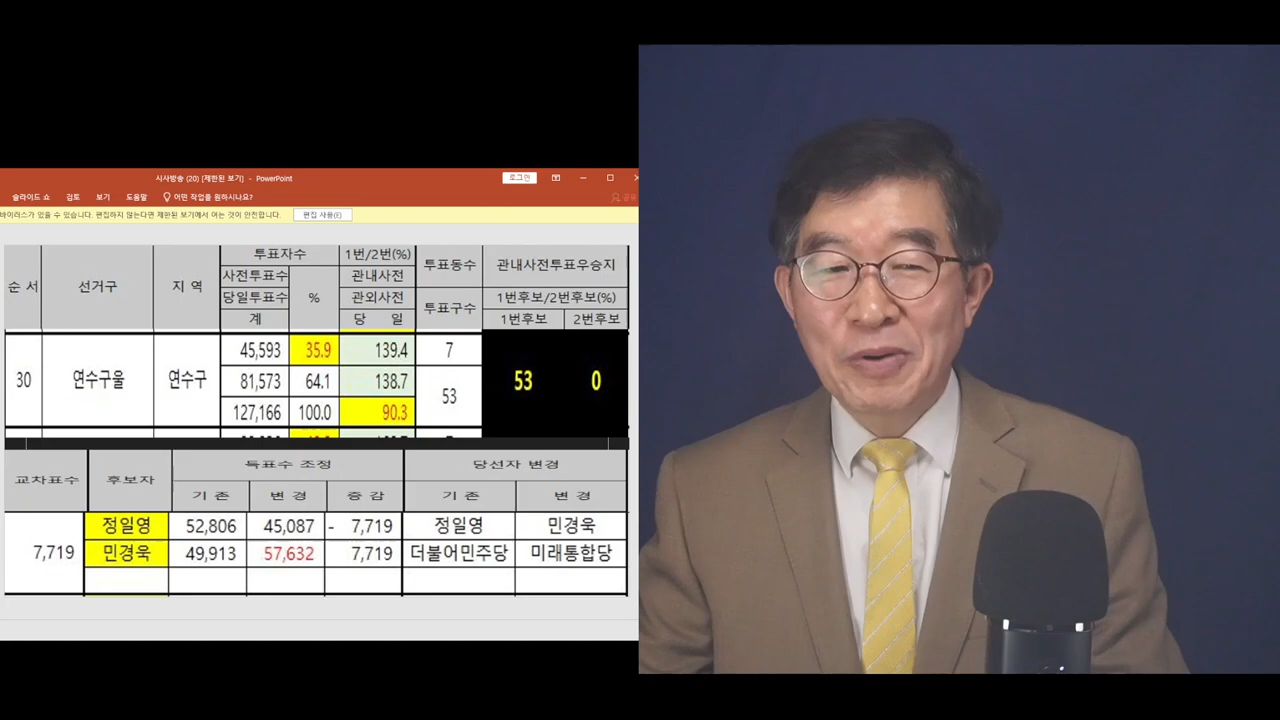 시사방송 (20) [제한된 보기] - PowerPoint
로그인
슬라이드 쇼 검토 보기 도움말 어떤 작업을 원하시나요?
바이러스가 있을 수 있습니다. 편집하지 않는다면 제한된 보기에서 여는 것이 안전합니다. 편집 사용(E)
순 서 선거구 지 역 투표자수 1번/2번(%) 투표동수 관내사전투표우승지
사전투표수 % 관내사전
당일투표수 관외사전 투표구수 1번후보/2번후보(%)
계 당 일 1번후보 2번후보
30 연수구울 연수구 45,593 35.9 139.4 7 53 0
81,573 64.1 138.7 53
127,166 100.0 90.3
교차표수 후보자 득표수 조정 당선자 변경
기 존 변 경 증 감 기 존 변 경
7,719 정일영 52,806 45,087 - 7,719 정일영 민경욱
민경욱 49,913 57,632 7,719 더불어민주당 미래통합당